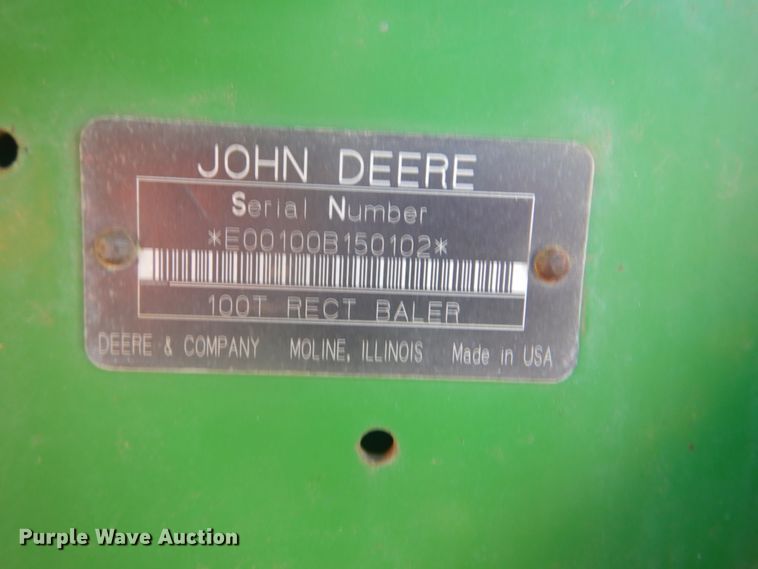 JOHN DEERE
Serial Number
*E00100B150102*
100T RECT BALER
DEERE & COMPANY MOLINE, ILLINOIS Made in USA
Purple Wave Auction